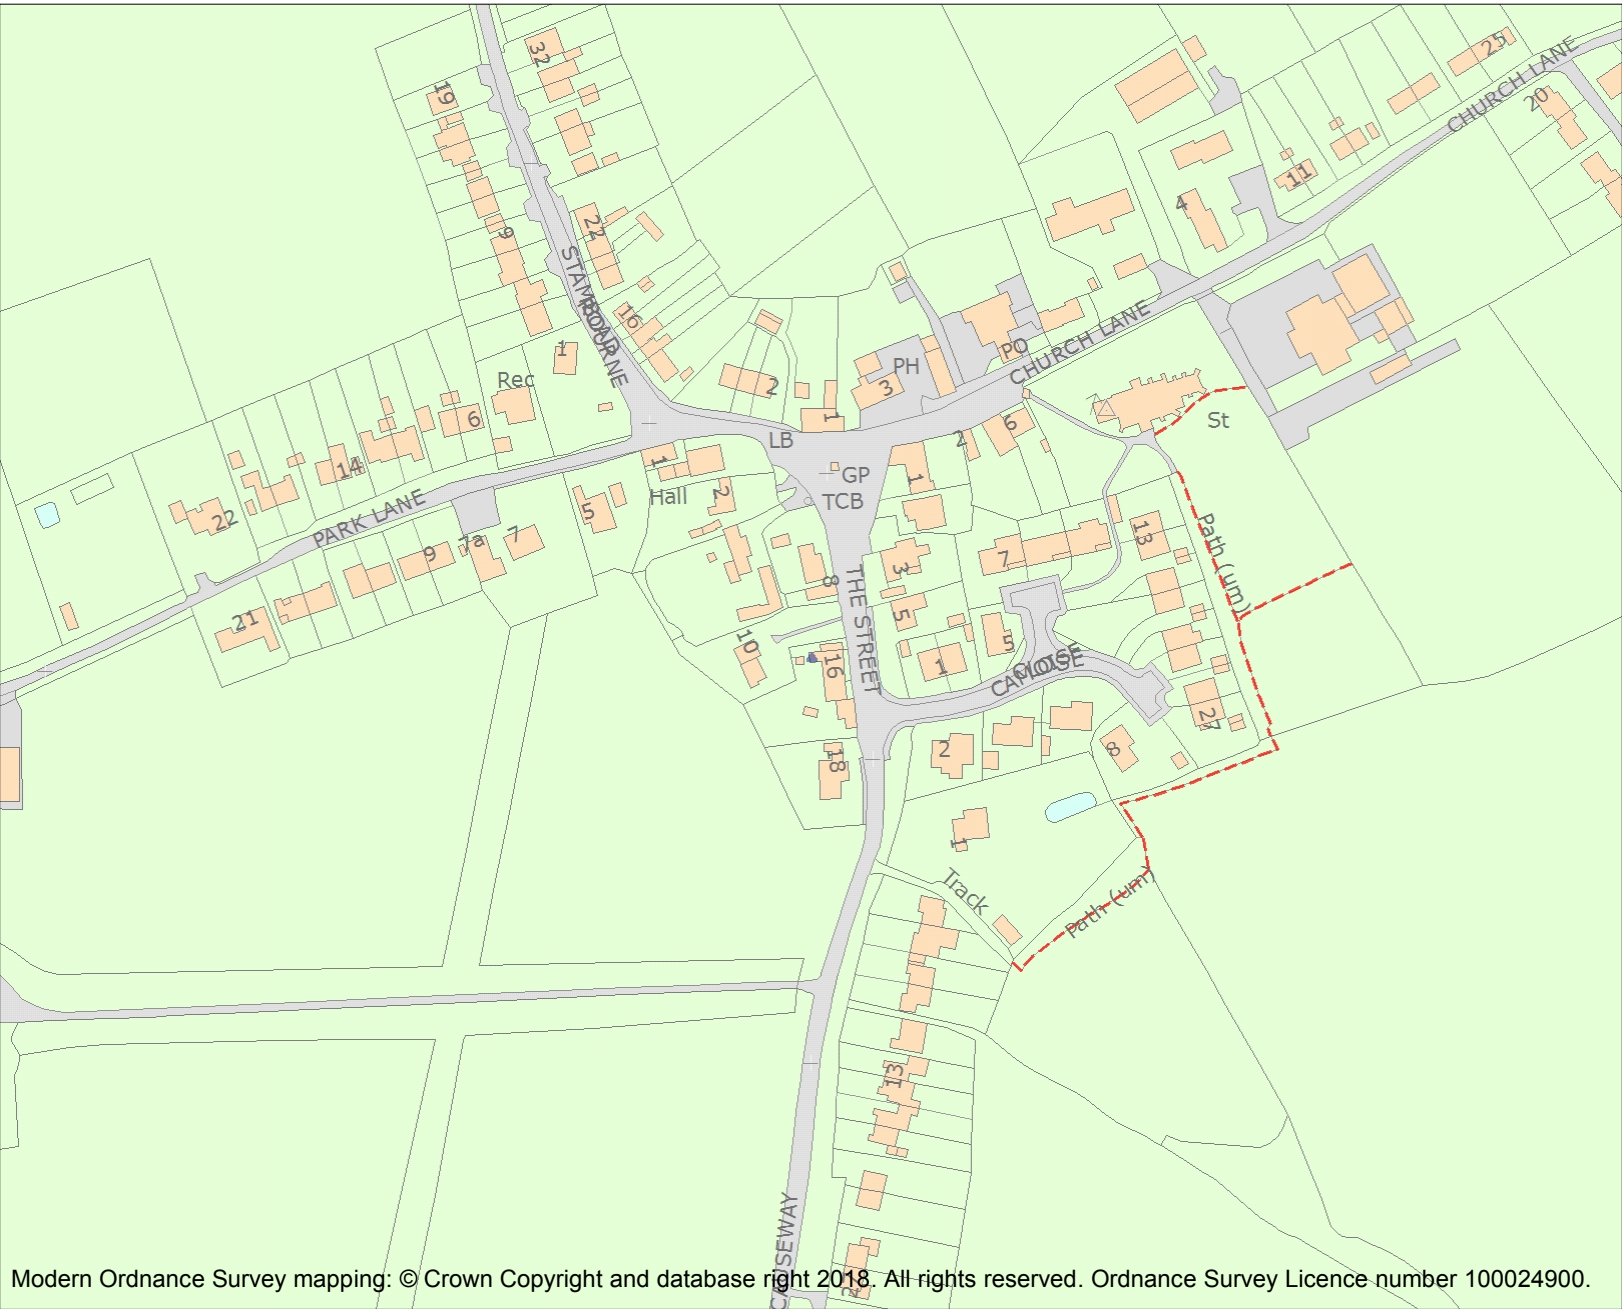 32
19
25
CHURCH LANE
20
11
4
22
9
STAMBOURNE
ROAD
16
1
PO
CHURCH LANE
Rec
PH
2
3
1
6
6
St
LB
2
14
1
GP
1
Hall
2
TCB
22
PARK LANE
5
7
7a
9
13
Path (um)
7
3
8
THE STREET
21
5
10
5
16
1
CAMOISE
CLOSE
27
2
8
18
1
Track
Path (um)
13
CAUSEWAY
Modern Ordnance Survey mapping: © Crown Copyright and database right 2018. All rights reserved. Ordnance Survey Licence number 100024900.